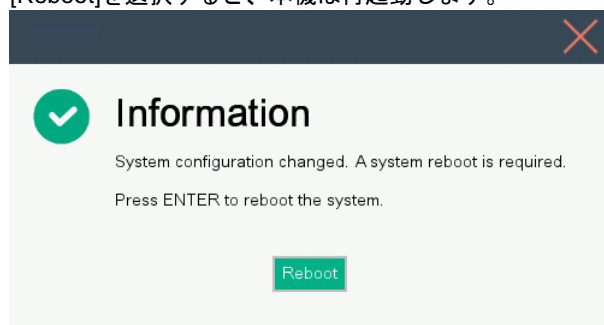 [Reboot]を選択すると、本機は再起動します。
Information
System configuration changed. A system reboot is required.
Press ENTER to reboot the system.
Reboot